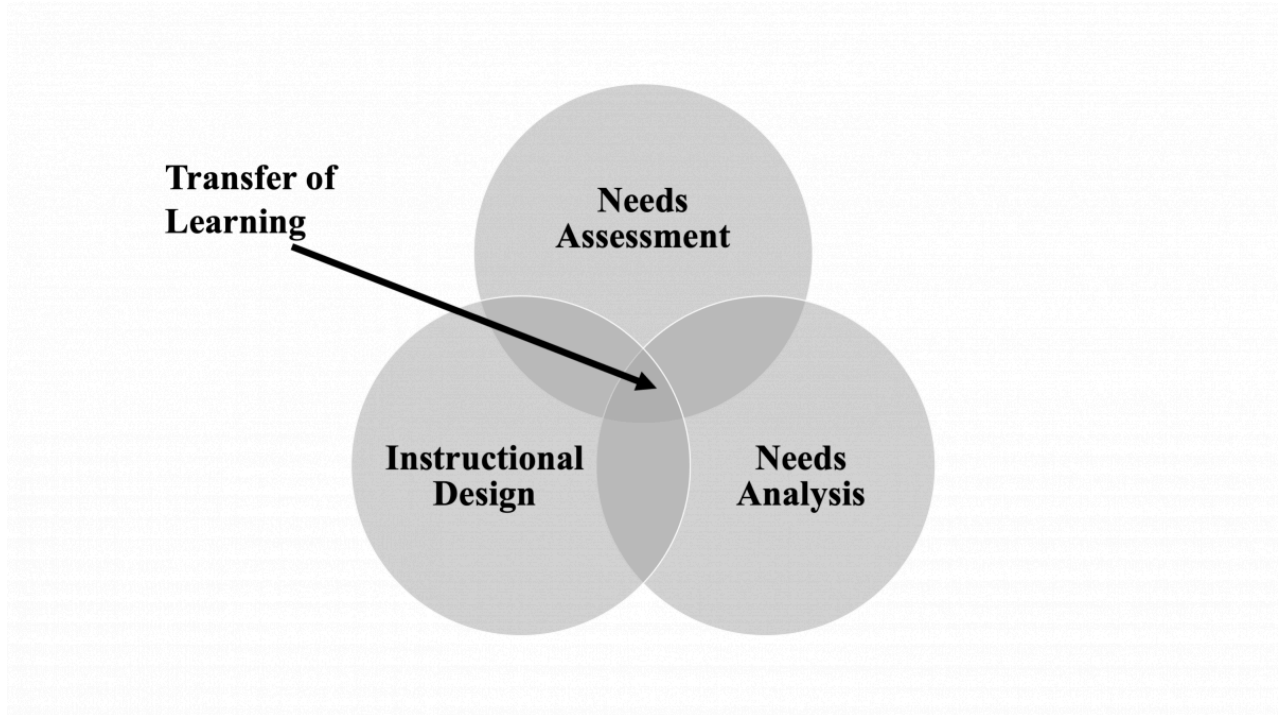 Transfer of
Learning
Needs
Assessment
Instructional
Design
Needs
Analysis